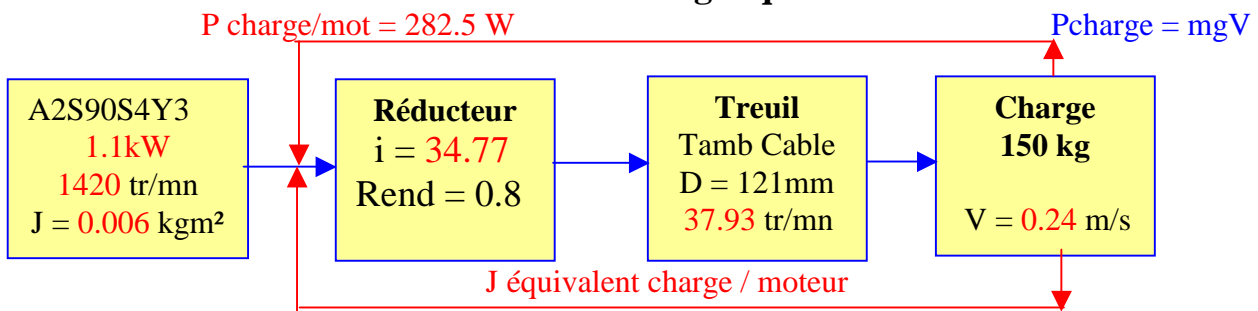 P charge/mot = 282.5 W
Pcharge = mgV
A2S90S4Y3
1.1kW
1420 tr/mn
J = 0.006 kgm²
Réducteur
i = 34.77
Rend = 0.8
Treuil
Tamb Cable
D = 121mm
37.93 tr/mn
Charge
150 kg
V = 0.24 m/s
J équivalent charge / moteur